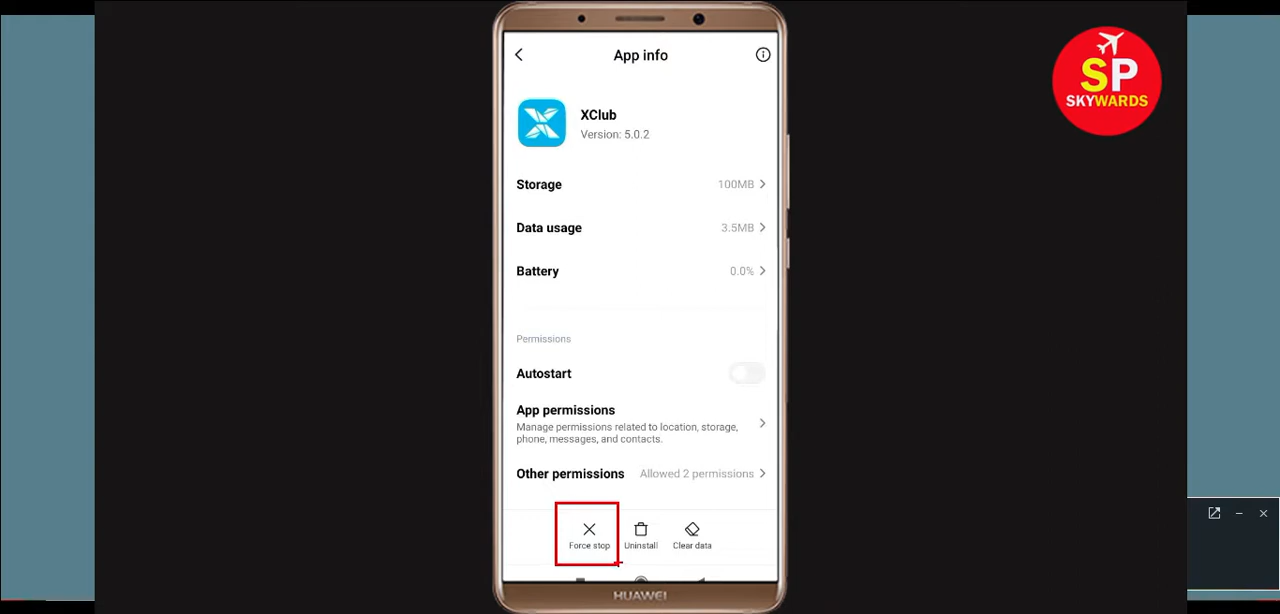 App info
SP
SKYWARDS
XClub
Version: 5.0.2
Storage 100MB
Data usage 3.5MB
Battery 0.0%
Permissions
Autostart
App permissions
Manage permissions related to location, storage,
phone, messages, and contacts.
Other permissions Allowed 2 permissions
Force stop Uninstall Clear data
HUAWEI